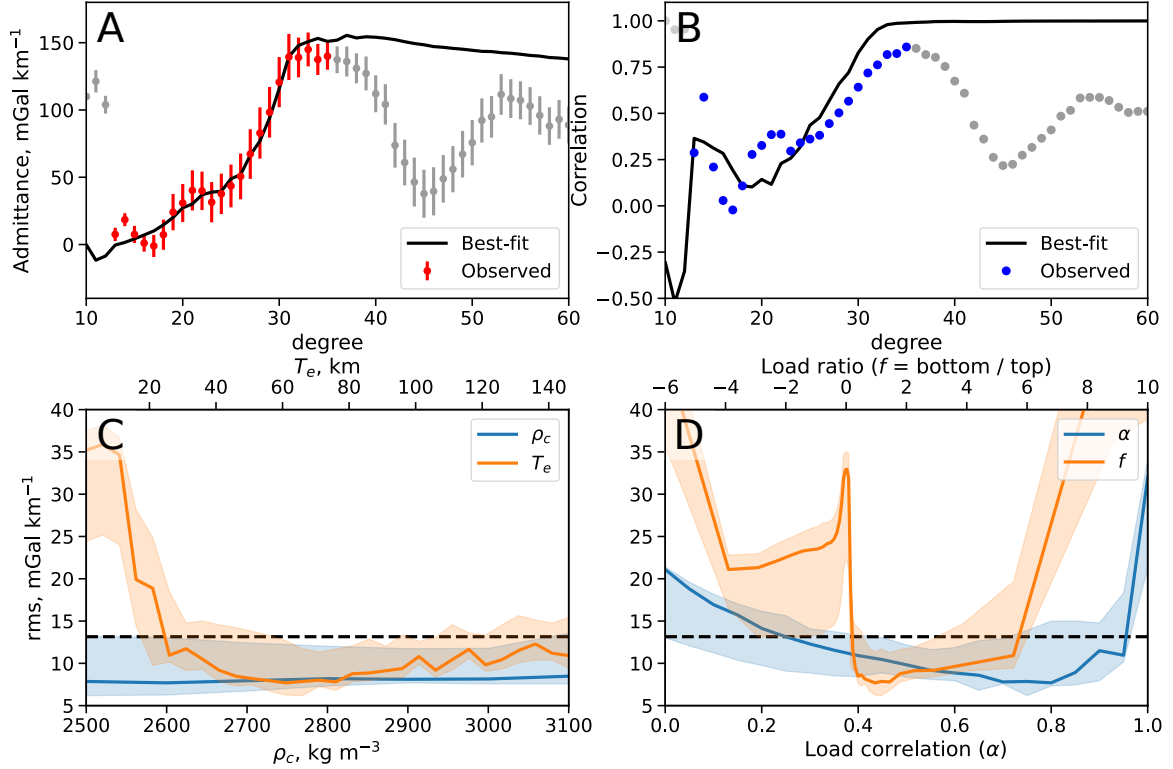 A
150
100
50
0
Admittance, mGal km⁻¹
Best-fit
Observed
10 20 30 40 50 60
degree
B
1.00
0.75
0.50
0.25
0.00
−0.25
−0.50
Correlation
Best-fit
Observed
10 20 30 40 50 60
degree
Tₑ, km
20 40 60 80 100 120 140
C
40
35
30
25
20
15
10
5
rms, mGal km⁻¹
ρ_c
Tₑ
2500 2600 2700 2800 2900 3000 3100
ρ_c, kg m⁻³
Load ratio (f = bottom / top)
−6 −4 −2 0 2 4 6 8 10
D
40
35
30
25
20
15
10
5
α
f
0.0 0.2 0.4 0.6 0.8 1.0
Load correlation (α)